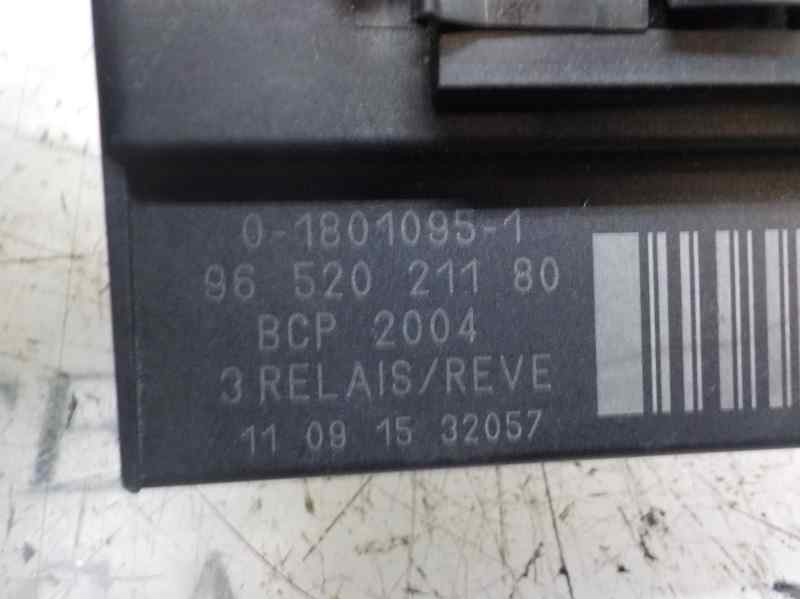 0-1801095-1
96 520 211 80
BCP 2004
3 RELAIS/REVE
11 09 15 32057